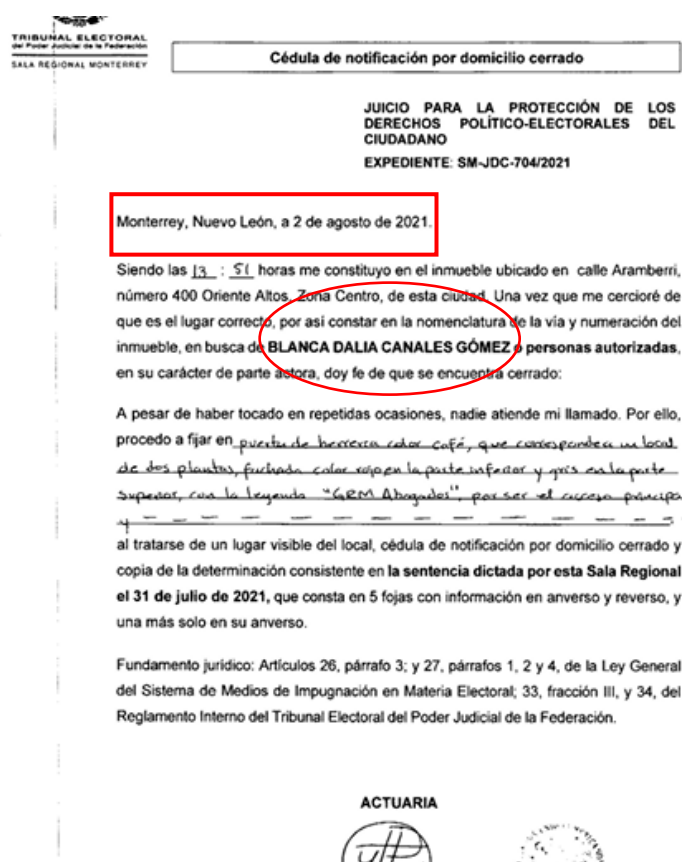 TRIBUNAL ELECTORAL
del Poder Judicial de la Federación
SALA REGIONAL MONTERREY
Cédula de notificación por domicilio cerrado
JUICIO PARA LA PROTECCIÓN DE LOS
DERECHOS POLÍTICO-ELECTORALES DEL
CIUDADANO
EXPEDIENTE: SM-JDC-704/2021
Monterrey, Nuevo León, a 2 de agosto de 2021.
Siendo las 13 : 51 horas me constituyo en el inmueble ubicado en calle Aramberri,
número 400 Oriente Altos, Zona Centro, de esta ciudad. Una vez que me cercioré de
que es el lugar correcto, por así constar en la nomenclatura de la vía y numeración del
inmueble, en busca de BLANCA DALIA CANALES GÓMEZ o personas autorizadas,
en su carácter de parte actora, doy fe de que se encuentra cerrado:
A pesar de haber tocado en repetidas ocasiones, nadie atiende mi llamado. Por ello,
procedo a fijar en puerta de herrería color café, que corresponde a un local
de dos plantas, fachada color rojo en la parte inferior y gris en la parte
superior, con la leyenda "GRM Abogados", por ser el acceso principa
y
al tratarse de un lugar visible del local, cédula de notificación por domicilio cerrado y
copia de la determinación consistente en la sentencia dictada por esta Sala Regional
el 31 de julio de 2021, que consta en 5 fojas con información en anverso y reverso, y
una más solo en su anverso.
Fundamento jurídico: Artículos 26, párrafo 3; y 27, párrafos 1, 2 y 4, de la Ley General
del Sistema de Medios de Impugnación en Materia Electoral; 33, fracción III, y 34, del
Reglamento Interno del Tribunal Electoral del Poder Judicial de la Federación.
ACTUARIA